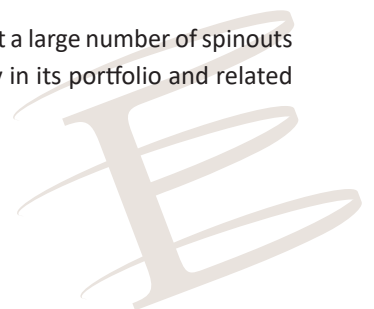 t a large number of spinouts
in its portfolio and related